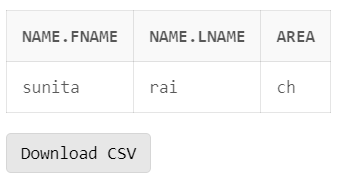 NAME.FNAME NAME.LNAME AREA
sunita rai ch
Download CSV